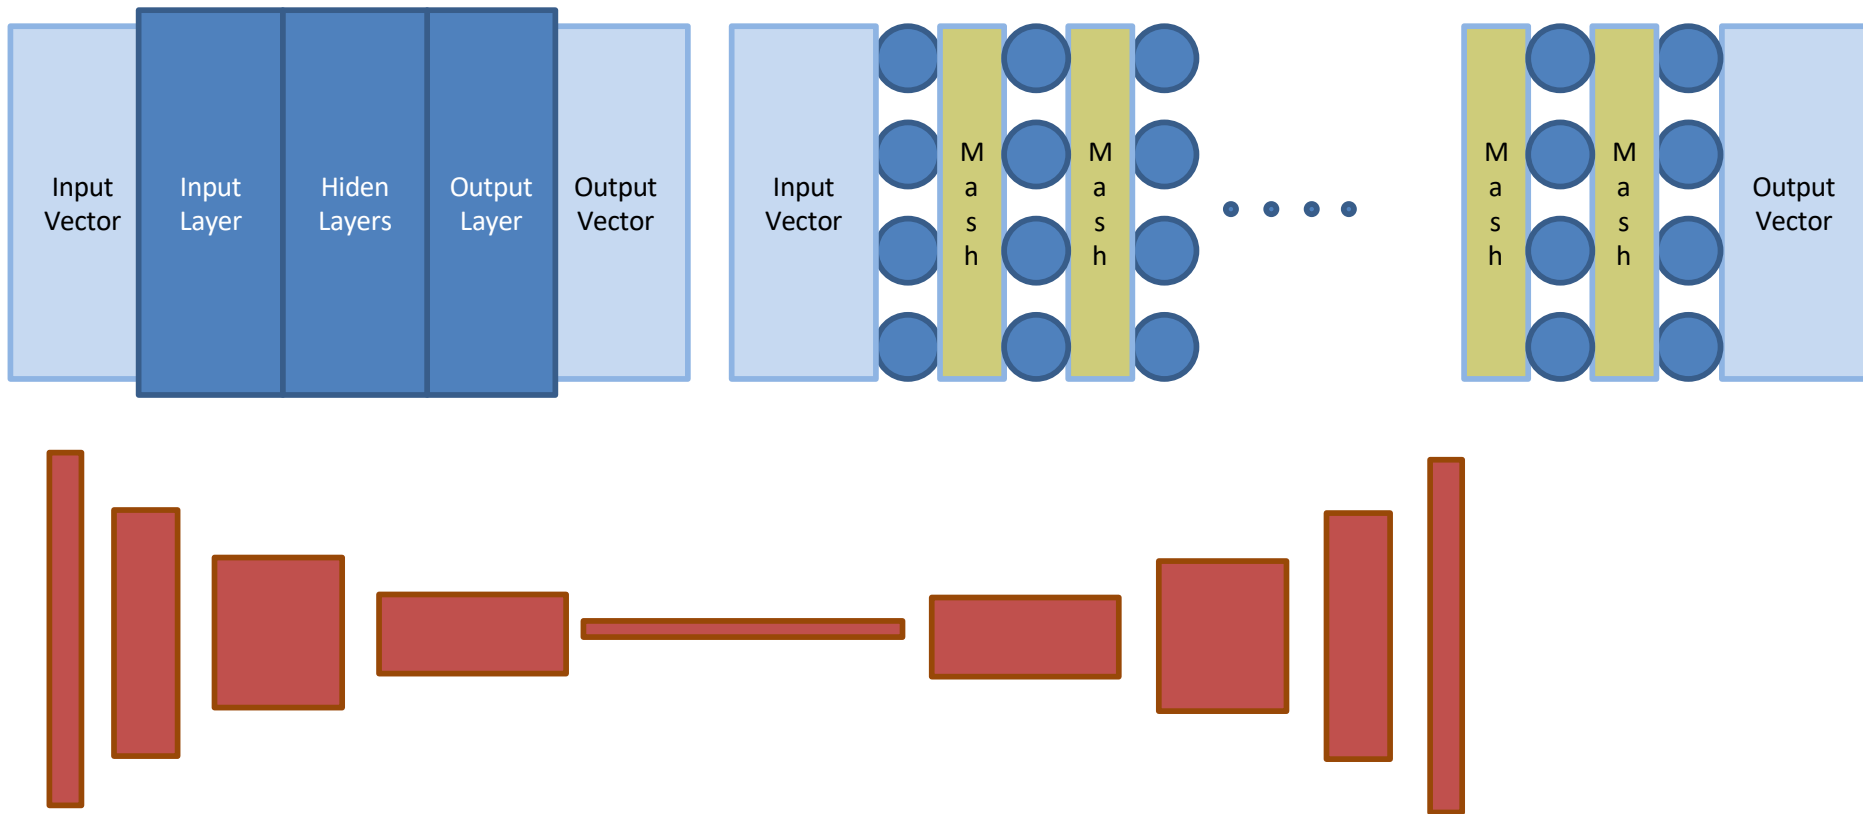 Input
Vector
Input
Layer
Hiden
Layers
Output
Layer
Output
Vector
Input
Vector
M
a
s
h
M
a
s
h
M
a
s
h
M
a
s
h
Output
Vector